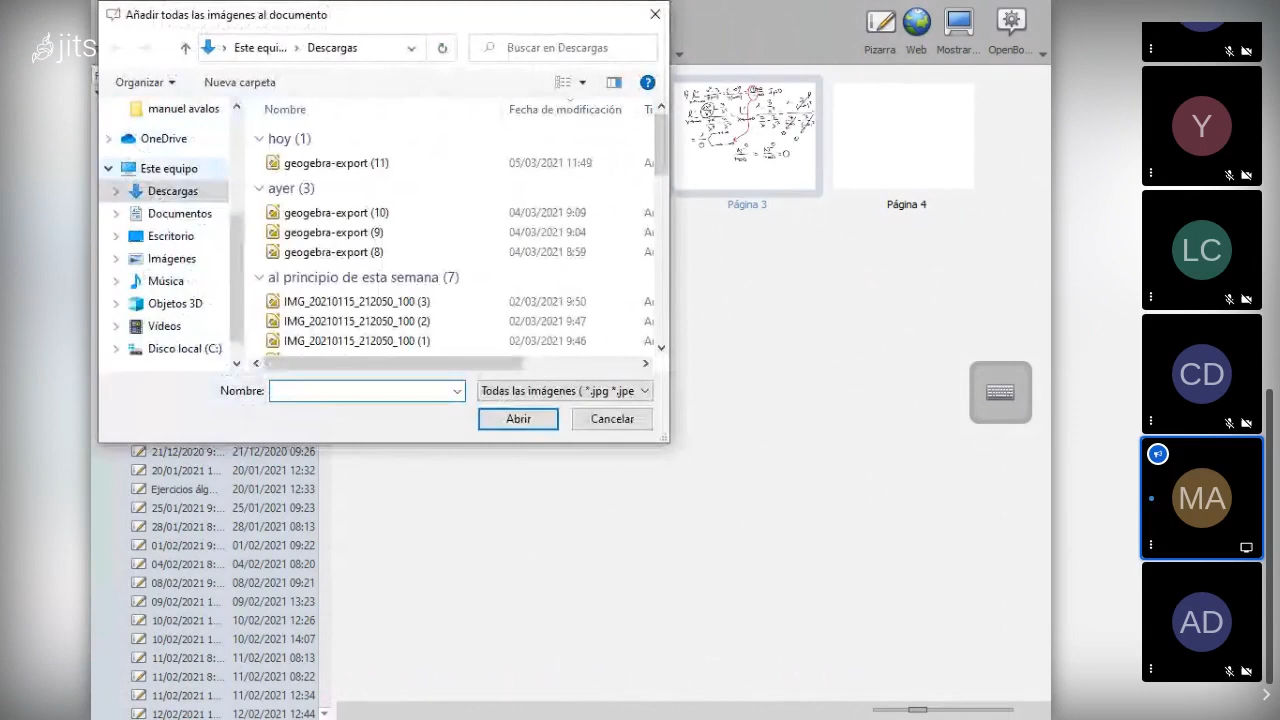 Añadir todas las imágenes al documento
jits
Este equi... > Descargas
Buscar en Descargas
Organizar
Nueva carpeta
Pizarra
Web
Mostrar...
OpenBo...
manuel avalos
OneDrive
Este equipo
Descargas
Documentos
Escritorio
Imágenes
Música
Objetos 3D
Vídeos
Disco local (C:)
Nombre
Fecha de modificación
hoy (1)
geogebra-export (11) 05/03/2021 11:49
ayer (3)
geogebra-export (10) 04/03/2021 9:09
geogebra-export (9) 04/03/2021 9:04
geogebra-export (8) 04/03/2021 8:59
al principio de esta semana (7)
IMG_20210115_212050_100 (3) 02/03/2021 9:50
IMG_20210115_212050_100 (2) 02/03/2021 9:47
IMG_20210115_212050_100 (1) 02/03/2021 9:46
Nombre:
Todas las imágenes ( *.jpg *.jpe
Abrir
Cancelar
Página 3
Página 4
21/12/2020 9:... 21/12/2020 09:26
20/01/2021 1... 20/01/2021 12:32
Ejercicios álg... 20/01/2021 12:33
25/01/2021 9:... 25/01/2021 09:23
28/01/2021 8:... 28/01/2021 08:13
01/02/2021 9:... 01/02/2021 09:22
04/02/2021 8:... 04/02/2021 08:20
08/02/2021 9:... 08/02/2021 09:21
09/02/2021 1... 09/02/2021 13:23
10/02/2021 1... 10/02/2021 12:26
10/02/2021 1... 10/02/2021 14:07
11/02/2021 8:... 11/02/2021 08:13
11/02/2021 8:... 11/02/2021 08:22
11/02/2021 1... 11/02/2021 12:34
12/02/2021 1... 12/02/2021 12:44
Y
LC
CD
MA
AD